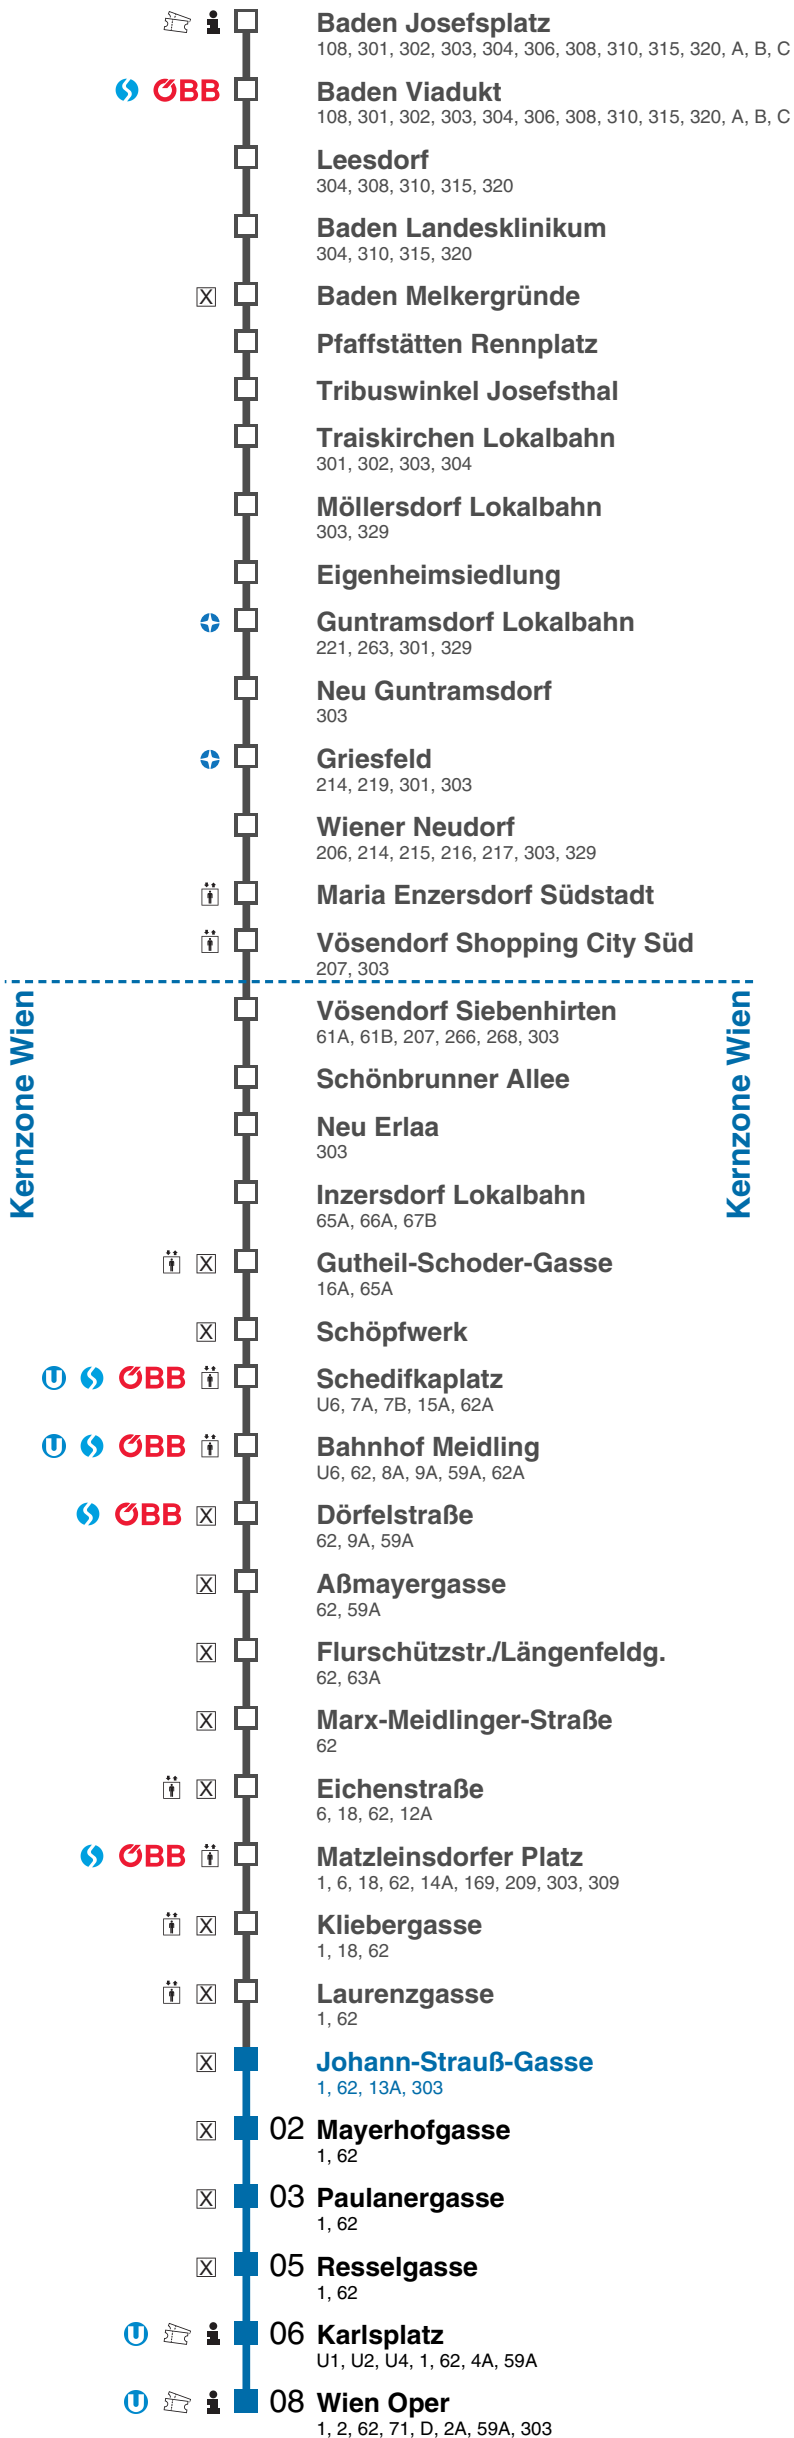 Baden Josefsplatz
108, 301, 302, 303, 304, 306, 308, 310, 315, 320, A, B, C
ÖBB
Baden Viadukt
108, 301, 302, 303, 304, 306, 308, 310, 315, 320, A, B, C
Leesdorf
304, 308, 310, 315, 320
Baden Landesklinikum
304, 310, 315, 320
X Baden Melkergründe
Pfaffstätten Rennplatz
Tribuswinkel Josefsthal
Traiskirchen Lokalbahn
301, 302, 303, 304
Möllersdorf Lokalbahn
303, 329
Eigenheimsiedlung
Guntramsdorf Lokalbahn
221, 263, 301, 329
Neu Guntramsdorf
303
Griesfeld
214, 219, 301, 303
Wiener Neudorf
206, 214, 215, 216, 217, 303, 329
Maria Enzersdorf Südstadt
Vösendorf Shopping City Süd
207, 303
Kernzone Wien
Kernzone Wien
Vösendorf Siebenhirten
61A, 61B, 207, 266, 268, 303
Schönbrunner Allee
Neu Erlaa
303
Inzersdorf Lokalbahn
65A, 66A, 67B
X Gutheil-Schoder-Gasse
16A, 65A
X Schöpfwerk
U ÖBB Schedifkaplatz
U6, 7A, 7B, 15A, 62A
U ÖBB Bahnhof Meidling
U6, 62, 8A, 9A, 59A, 62A
ÖBB X Dörfelstraße
62, 9A, 59A
X Aßmayergasse
62, 59A
X Flurschützstr./Längenfeldg.
62, 63A
X Marx-Meidlinger-Straße
62
X Eichenstraße
6, 18, 62, 12A
ÖBB Matzleinsdorfer Platz
1, 6, 18, 62, 14A, 169, 209, 303, 309
X Kliebergasse
1, 18, 62
X Laurenzgasse
1, 62
X Johann-Strauß-Gasse
1, 62, 13A, 303
X 02 Mayerhofgasse
1, 62
X 03 Paulanergasse
1, 62
X 05 Resselgasse
1, 62
U 06 Karlsplatz
U1, U2, U4, 1, 62, 4A, 59A
U 08 Wien Oper
1, 2, 62, 71, D, 2A, 59A, 303